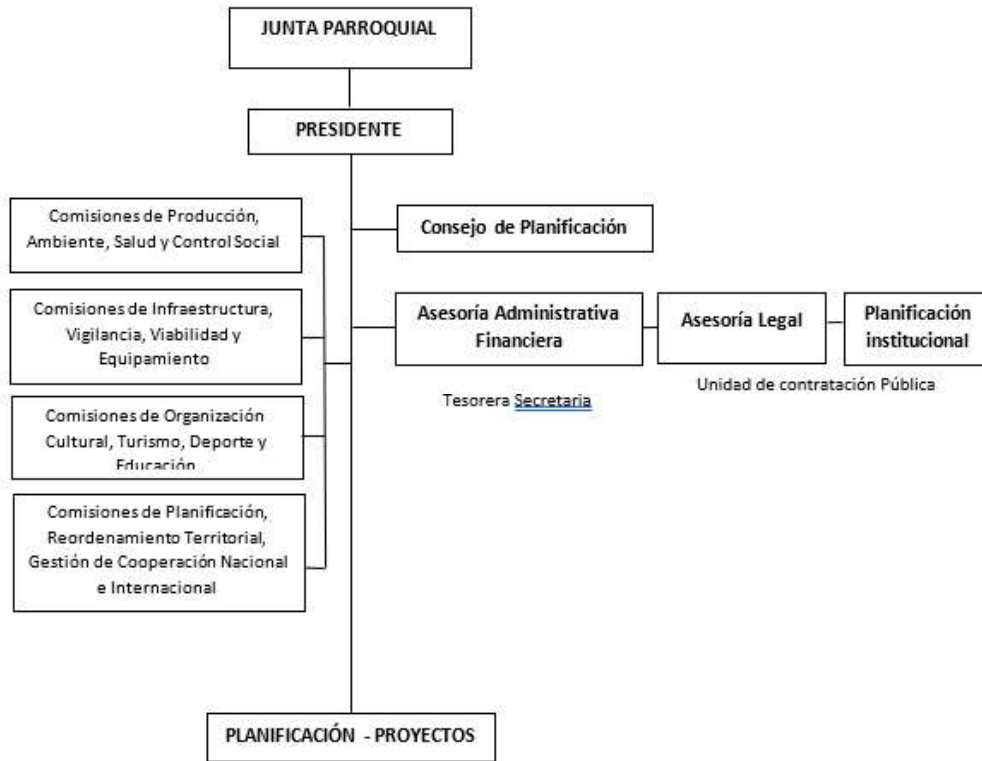 JUNTA PARROQUIAL
PRESIDENTE
Comisiones de Producción,
Ambiente, Salud y Control Social
Consejo de Planificación
Comisiones de Infraestructura,
Vigilancia, Viabilidad y
Equipamiento
Asesoría Administrativa
Financiera
Asesoría Legal
Planificación
institucional
Tesorera Secretaria
Unidad de contratación Pública
Comisiones de Organización
Cultural, Turismo, Deporte y
Educación
Comisiones de Planificación,
Reordenamiento Territorial,
Gestión de Cooperación Nacional
e Internacional
PLANIFICACIÓN - PROYECTOS